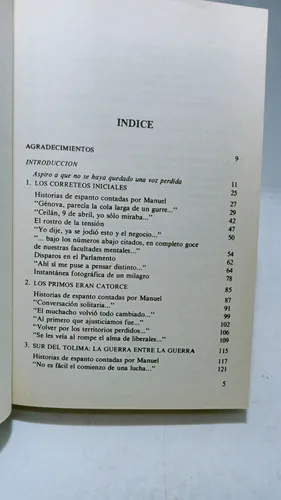 INDICE
AGRADECIMIENTOS 9
INTRODUCCION
Aspiro a que no se haya quedado una voz perdida 11
1. LOS CORRETEOS INICIALES 25
Historias de espanto contadas por Manuel 27
"Génova, parecía la cola larga de un gurre..." 29
"Ceilán, 9 de abril, yo sólo miraba..." 42
El rostro de la tensión 47
"Yo dije, ya se jodió esto y el negocio..." 50
"... bajo los números abajo citados, en completo goce
de nuestras facultades mentales..." 54
Disparos en el Parlamento 62
"Ahí sí me puse a pensar distinto..." 64
Instantánea fotográfica de un milagro 78
2. LOS PRIMOS ERAN CATORCE 85
Historias de espanto contadas por Manuel 87
"Conversación solitaria..." 91
"El muchacho volvió todo cambiado..." 99
"Al primero que ajusticiamos fue..." 102
"Volver por los territorios perdidos..." 106
"Se les veía al rompe el alma de liberales..." 109
3. SUR DEL TOLIMA: LA GUERRA ENTRE LA GUERRA 115
Historias de espanto contadas por Manuel 117
"No es fácil el comienzo de una lucha..." 121
5